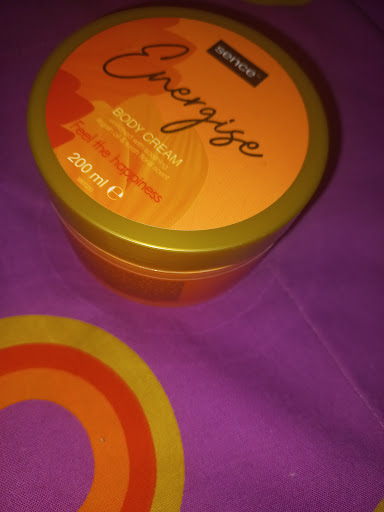 sence
Energise
BODY CREAM
Feel the happiness
200 ml e